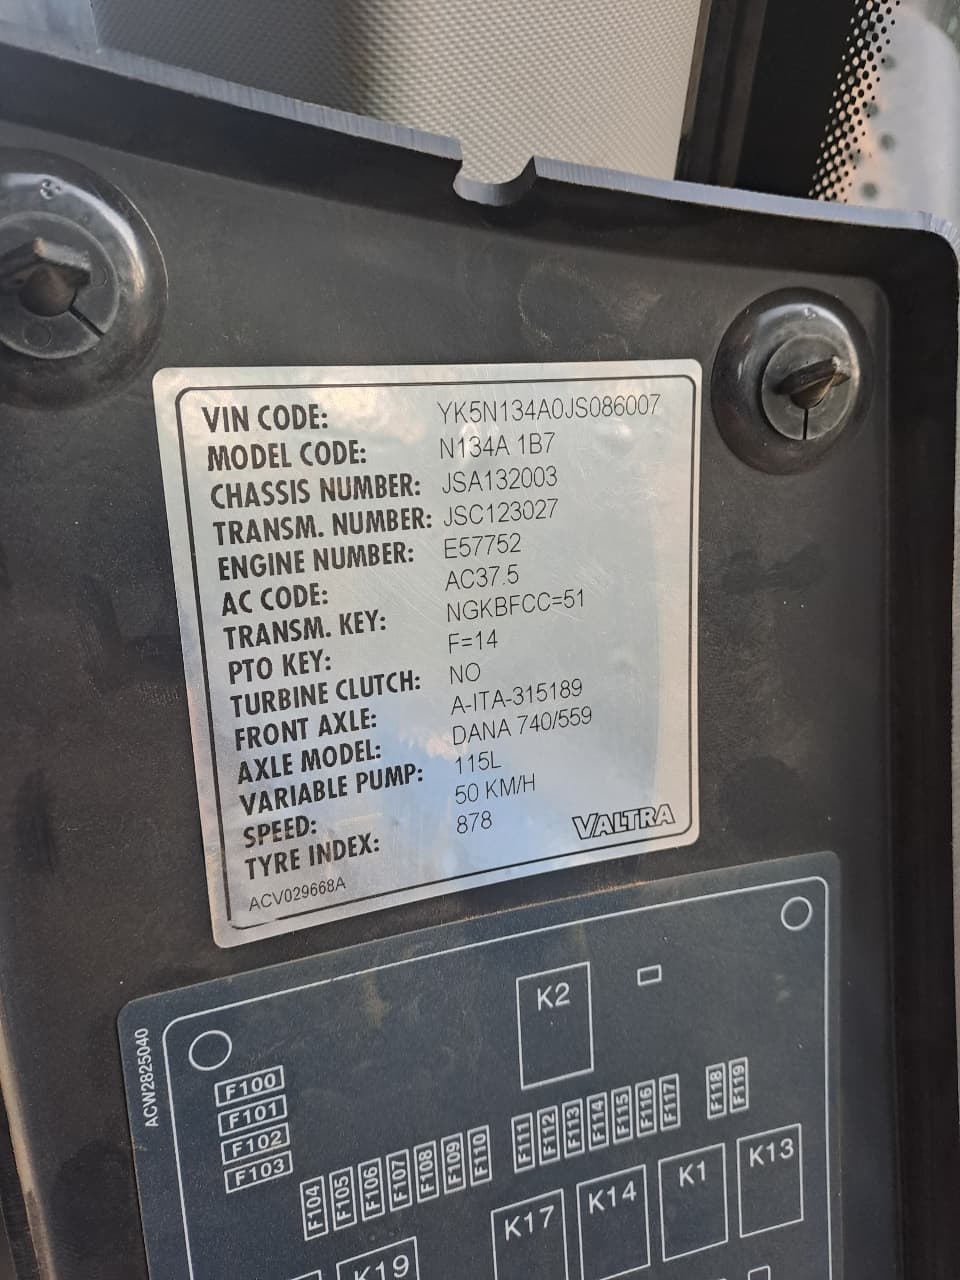 VIN CODE: YK5N134A0JS086007
MODEL CODE: N134A 1B7
CHASSIS NUMBER: JSA132003
TRANSM. NUMBER: JSC123027
ENGINE NUMBER: E57752
AC CODE: AC37.5
TRANSM. KEY: NGKBFCC=51
PTO KEY: F=14
TURBINE CLUTCH: NO
FRONT AXLE: A-ITA-315189
AXLE MODEL: DANA 740/559
VARIABLE PUMP: 115L
SPEED: 50 KM/H
TYRE INDEX: 878
VALTRA
ACV029668A
ACW2825040
K2
F100
F101
F102
F103
F104 F105 F106 F107 F108 F109 F110 F111 F112 F113 F114 F115 F116 F117 F118 F119
K19 K17 K14 K1 K13